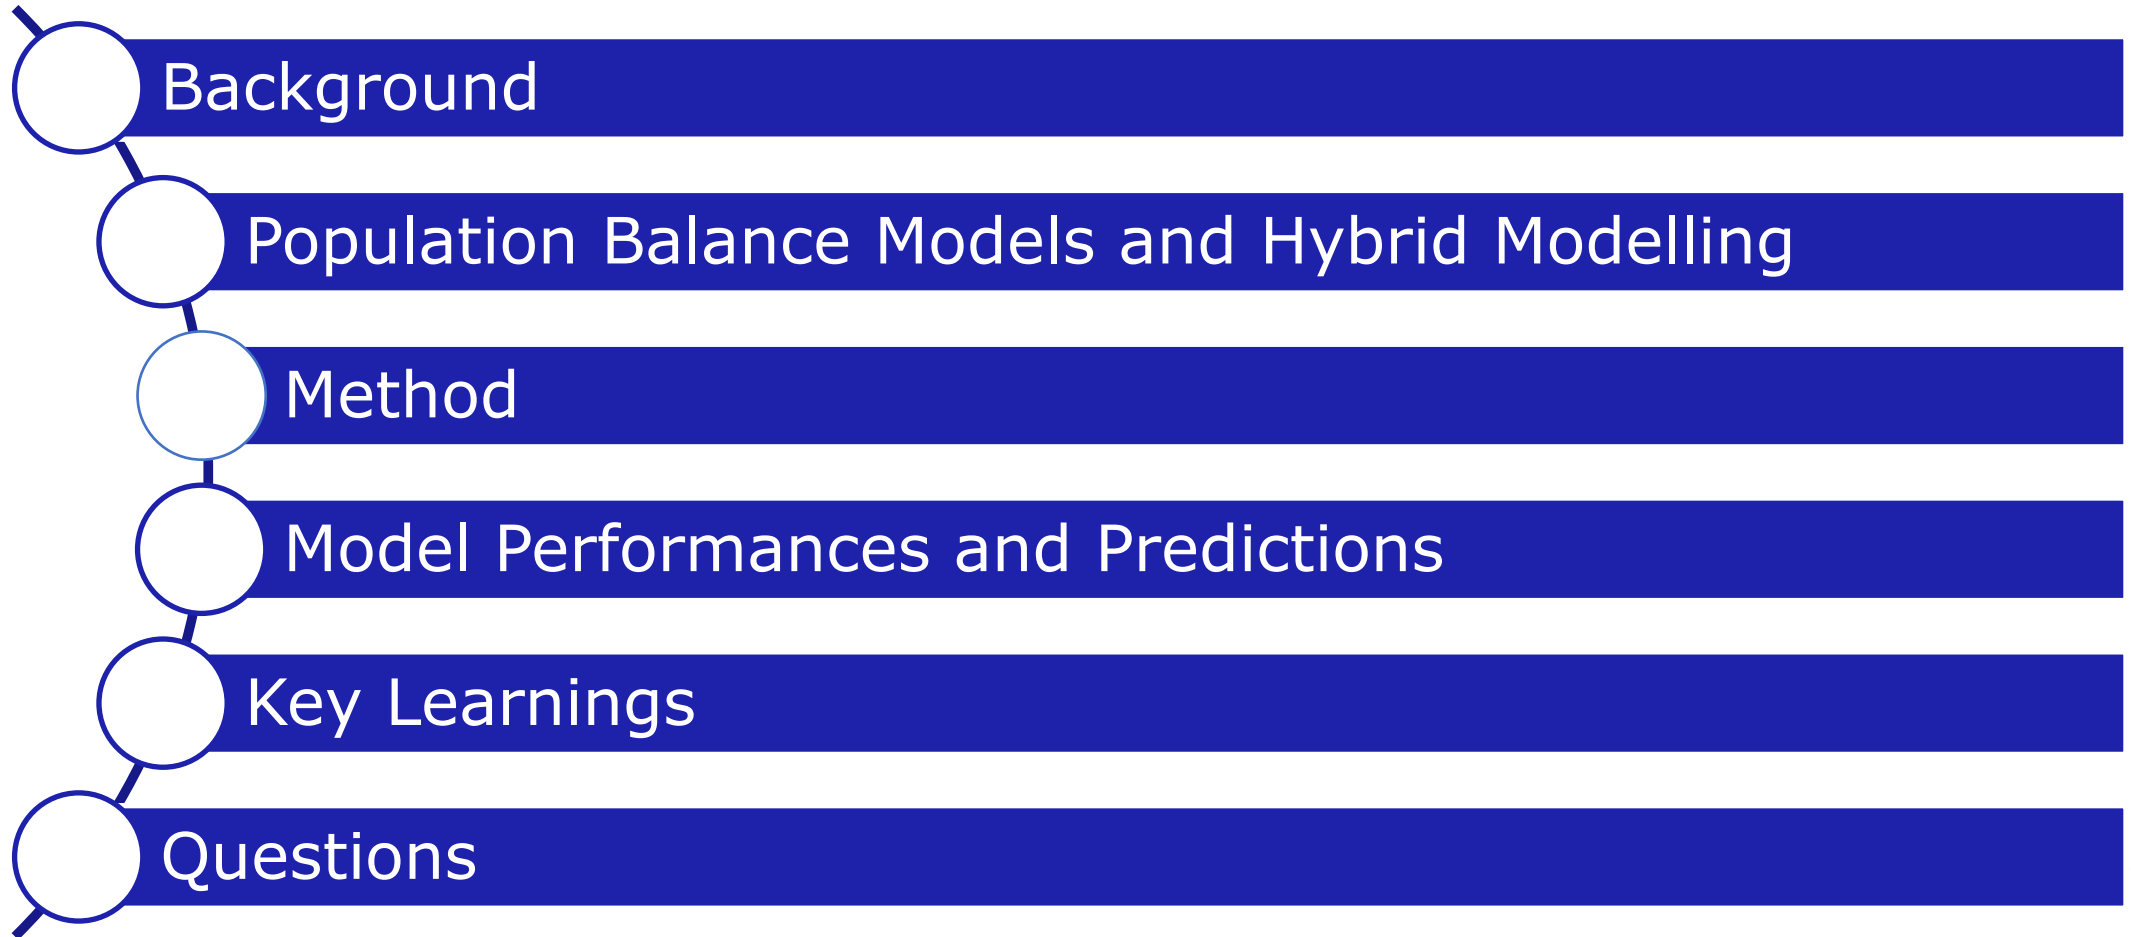 Background
Population Balance Models and Hybrid Modelling
Method
Model Performances and Predictions
Key Learnings
Questions